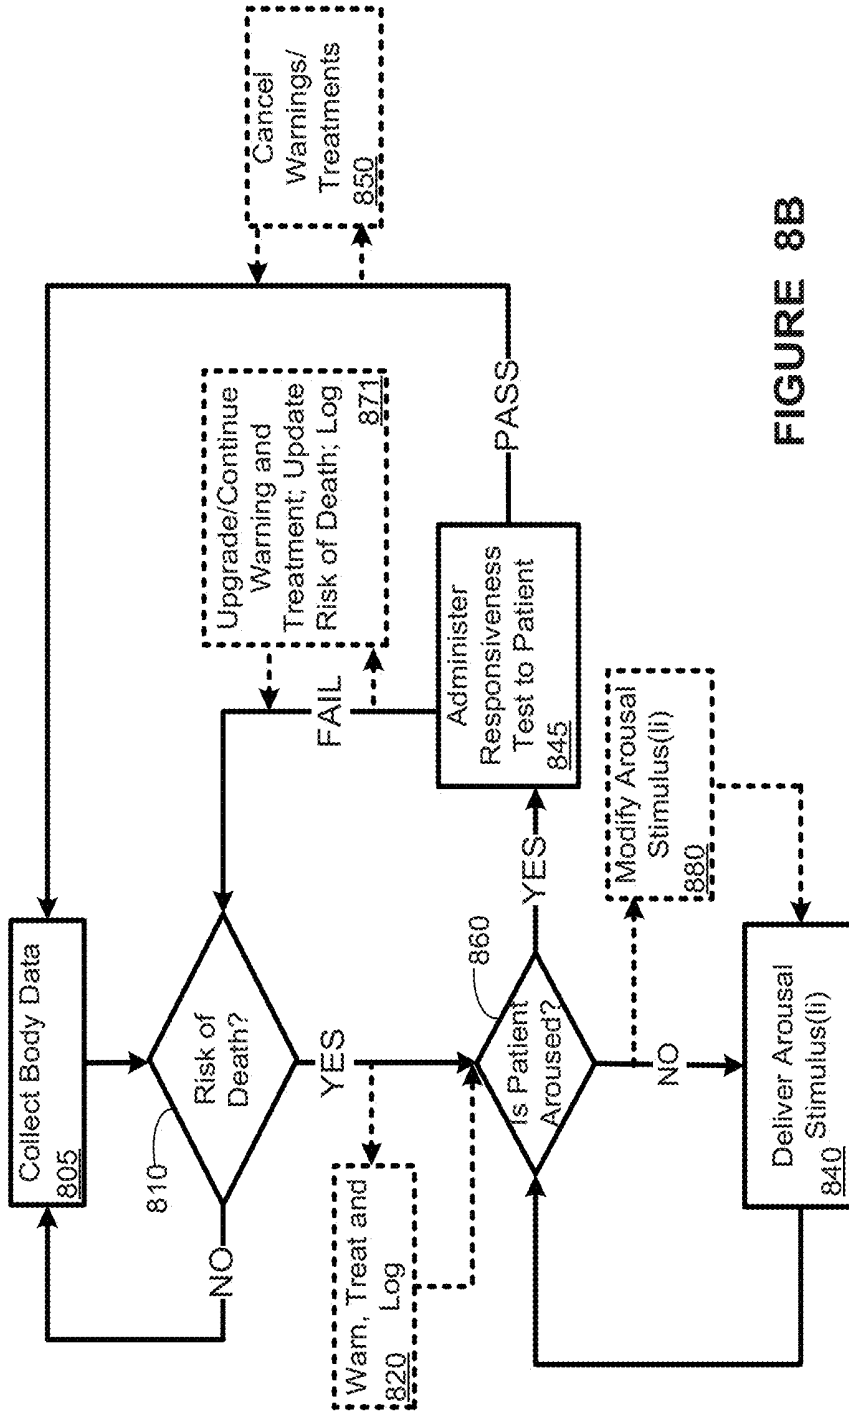 Collect Body Data
805
810
Risk of
Death?
NO
YES
Warn, Treat and
Log
820
860
Is Patient
Aroused?
YES
NO
Modify Arousal
Stimulus(li)
880
Deliver Arousal
Stimulus(li)
840
Administer
Responsiveness
Test to Patient
845
FAIL
Upgrade/Continue
Warning and
Treatment; Update
Risk of Death; Log
871
PASS
Cancel
Warnings/
Treatments
850
FIGURE 8B